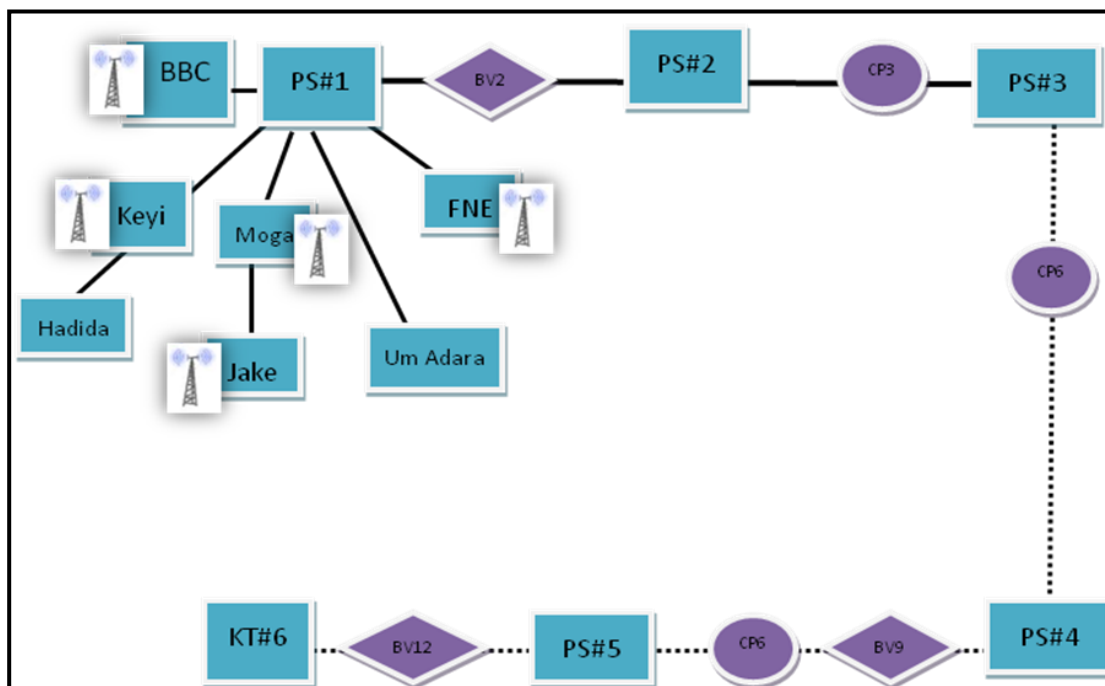 BBC
PS#1
BV2
PS#2
CP3
PS#3
Keyi
Moga
FNE
CP6
Hadida
Jake
Um Adara
KT#6
BV12
PS#5
CP6
BV9
PS#4